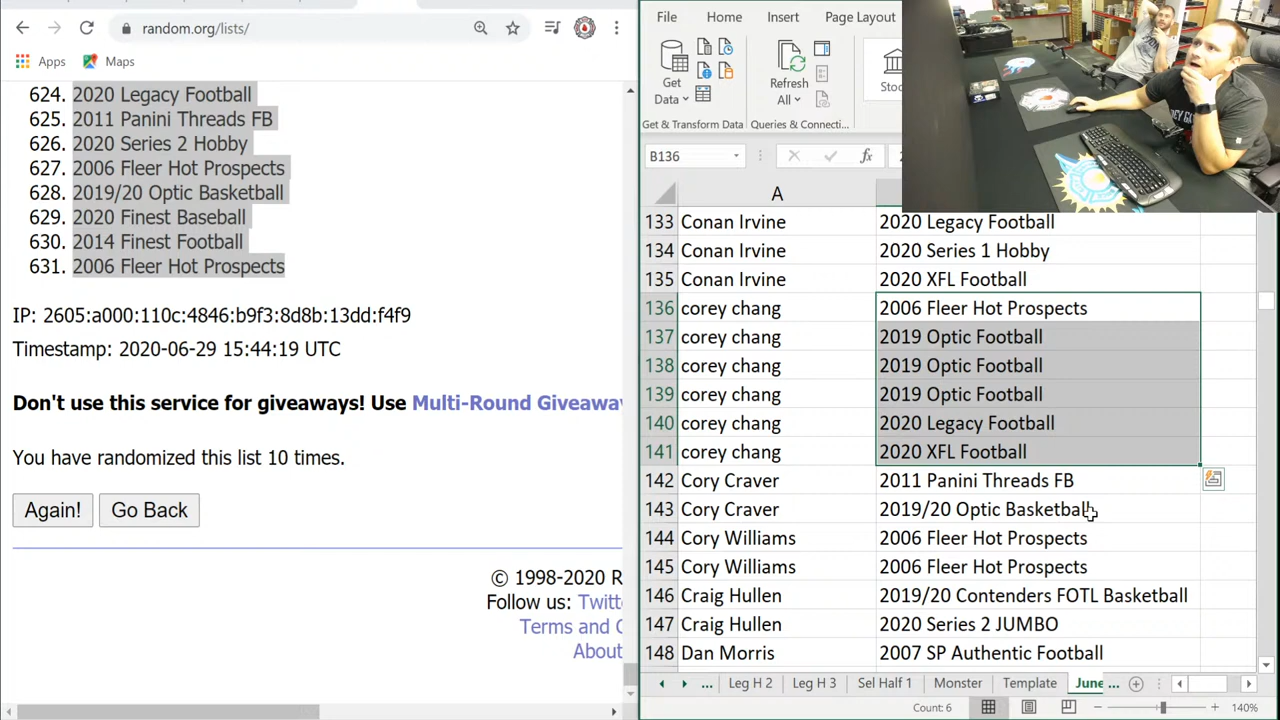 random.org/lists/
Apps
Maps
624. 2020 Legacy Football
625. 2011 Panini Threads FB
626. 2020 Series 2 Hobby
627. 2006 Fleer Hot Prospects
628. 2019/20 Optic Basketball
629. 2020 Finest Baseball
630. 2014 Finest Football
631. 2006 Fleer Hot Prospects
IP: 2605:a000:110c:4846:b9f3:8d8b:13dd:f4f9
Timestamp: 2020-06-29 15:44:19 UTC
Don't use this service for giveaways! Use Multi-Round Giveaway
You have randomized this list 10 times.
Again! Go Back
© 1998-2020 R
Follow us: Twitt
Terms and C
About
File Home Insert Page Layout
Get Data
Refresh All
Stoc
Get & Transform Data Queries & Connecti...
B136 fx
A
133 Conan Irvine 2020 Legacy Football
134 Conan Irvine 2020 Series 1 Hobby
135 Conan Irvine 2020 XFL Football
136 corey chang 2006 Fleer Hot Prospects
137 corey chang 2019 Optic Football
138 corey chang 2019 Optic Football
139 corey chang 2019 Optic Football
140 corey chang 2020 Legacy Football
141 corey chang 2020 XFL Football
142 Cory Craver 2011 Panini Threads FB
143 Cory Craver 2019/20 Optic Basketball
144 Cory Williams 2006 Fleer Hot Prospects
145 Cory Williams 2006 Fleer Hot Prospects
146 Craig Hullen 2019/20 Contenders FOTL Basketball
147 Craig Hullen 2020 Series 2 JUMBO
148 Dan Morris 2007 SP Authentic Football
... Leg H 2 Leg H 3 Sel Half 1 Monster Template June ...
Count: 6 140%